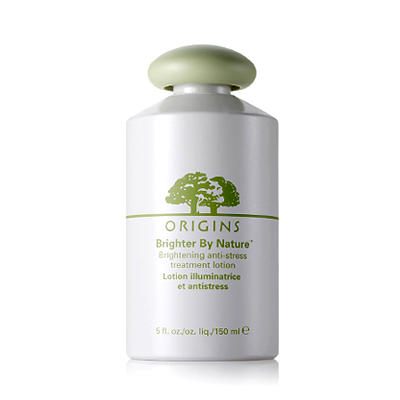 ORIGINS
Brighter By Nature™
Brightening anti-stress
treatment lotion
Lotion illuminatrice
et antistress
5 fl. oz./oz. liq./150 ml ℮